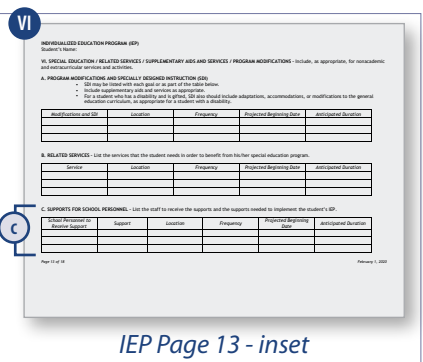 VI
INDIVIDUALIZED EDUCATION PROGRAM (IEP)
Student's Name:
VI. SPECIAL EDUCATION / RELATED SERVICES / SUPPLEMENTARY AIDS AND SERVICES / PROGRAM MODIFICATIONS - Include, as appropriate, for nonacademic
and extracurricular services and activities.
A. PROGRAM MODIFICATIONS AND SPECIALLY DESIGNED INSTRUCTION (SDI)
• SDI may be listed with each goal or as part of the table below.
• Include supplementary aids and services as appropriate.
• For a student who has a disability and is gifted, SDI also should include adaptations, accommodations, or modifications to the general
education curriculum, as appropriate for a student with a disability.
Modifications and SDI Location Frequency Projected Beginning Date Anticipated Duration
B. RELATED SERVICES - List the services that the student needs in order to benefit from his/her special education program.
Service Location Frequency Projected Beginning Date Anticipated Duration
C
C. SUPPORTS FOR SCHOOL PERSONNEL - List the staff to receive the supports and the supports needed to implement the student's IEP.
School Personnel to Receive Support Support Location Frequency Projected Beginning Date Anticipated Duration
Page 13 of 18 February 1, 2020
IEP Page 13 - inset